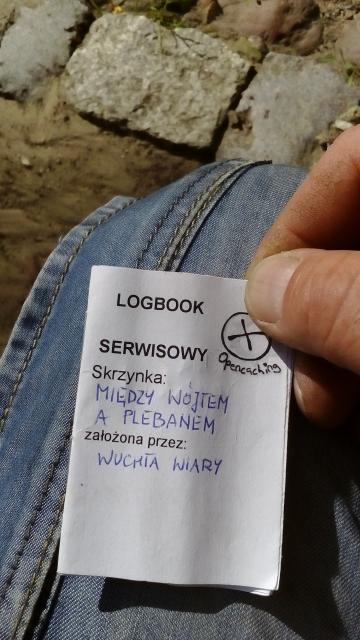 LOGBOOK
SERWISOWY
Opencaching
Skrzynka:
MIĘDZY WÓJTEM
A PLEBANEM
założona przez:
WUCHTA WIARY